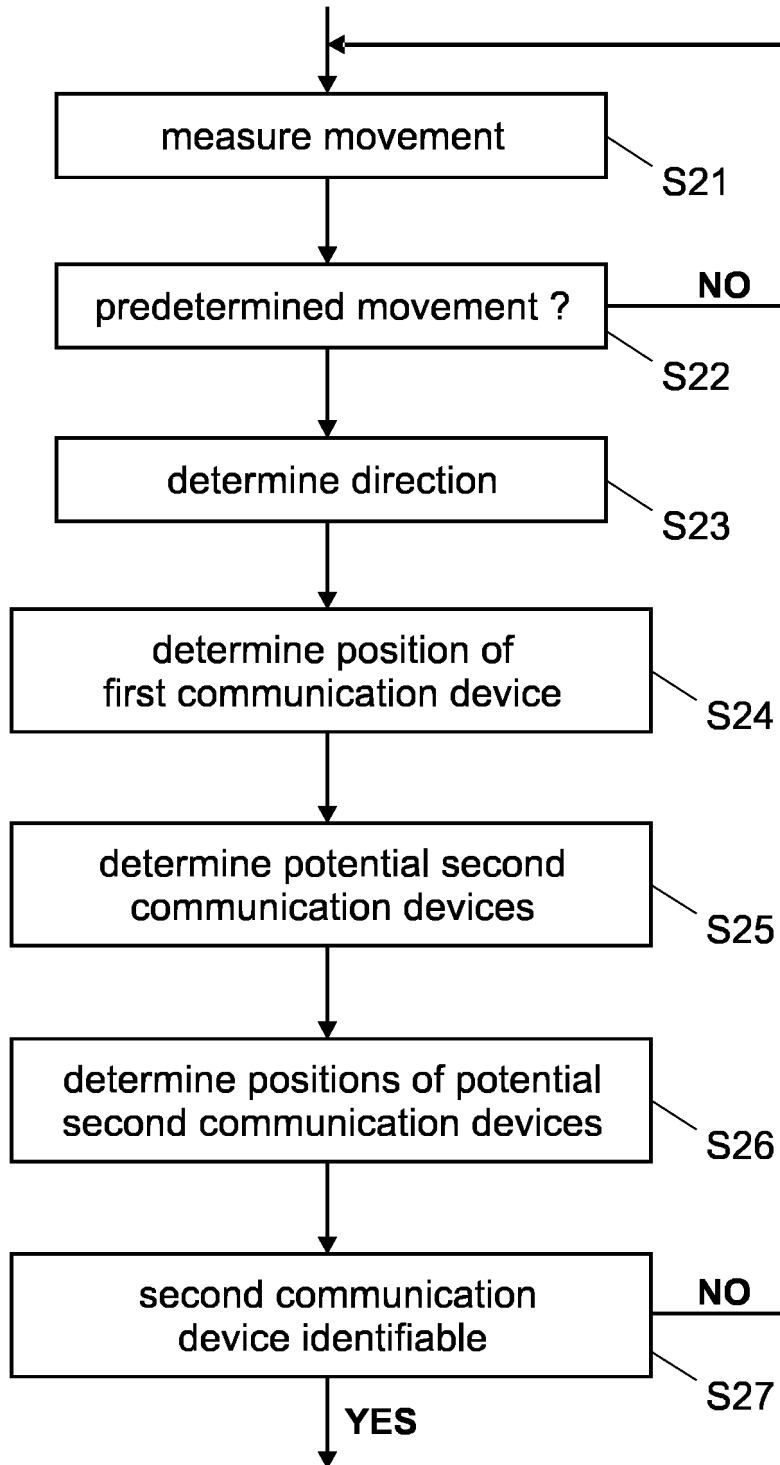 measure movement
S21
predetermined movement ?
NO
S22
determine direction
S23
determine position of
first communication device
S24
determine potential second
communication devices
S25
determine positions of potential
second communication devices
S26
second communication
device identifiable
NO
S27
YES